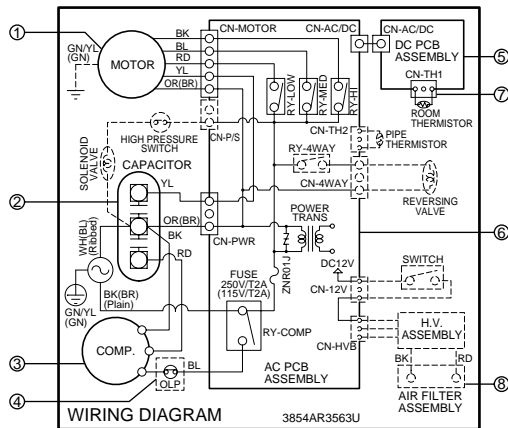 ① BK CN-MOTOR CN-AC/DC CN-AC/DC
BL
GN/YL
(GN)
MOTOR
RD
YL
OR(BR)
DC PCB
ASSEMBLY
⑤
CN-TH1
⑦
RY-LOW
RY-MED
RY-HI
ROOM
THERMISTOR
HIGH PRESSURE
SWITCH
CN-P/S
CN-TH2
PIPE
THERMISTOR
SOLENOID
VALVE
RY-4WAY
CAPACITOR
CN-4WAY
REVERSING
VALVE
②
YL
OR(BR)
BK
RD
WH(BL)
(Ribbed)
CN-PWR
POWER
TRANS
⑥
ZNR01J
DC12V
CN-12V
SWITCH
FUSE
250V/T2A
(115V/T2A)
BK(BR)
(Plain)
GN/YL
(GN)
RY-COMP
H.V.
ASSEMBLY
CN-HVB
③
COMP.
BL
OLP
④
AC PCB
ASSEMBLY
BK
RD
⑧
AIR FILTER
ASSEMBLY
WIRING DIAGRAM
3854AR3563U